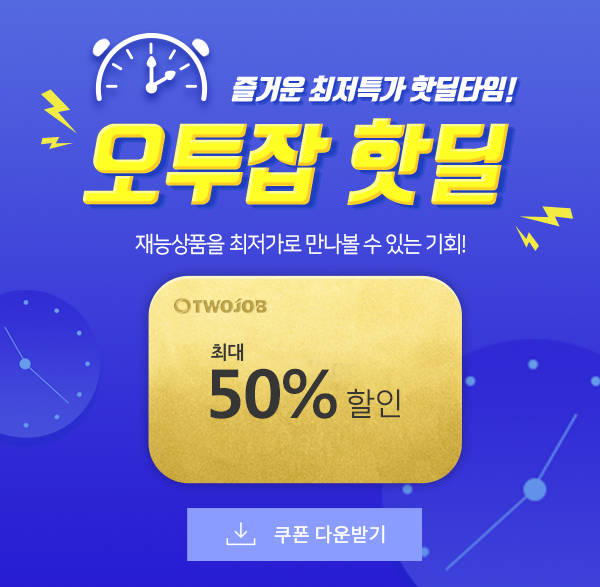 즐거운 최저특가 핫딜타임!
오투잡 핫딜
재능상품을 최저가로 만나볼 수 있는 기회!
TWOJOB
최대
50% 할인
쿠폰 다운받기